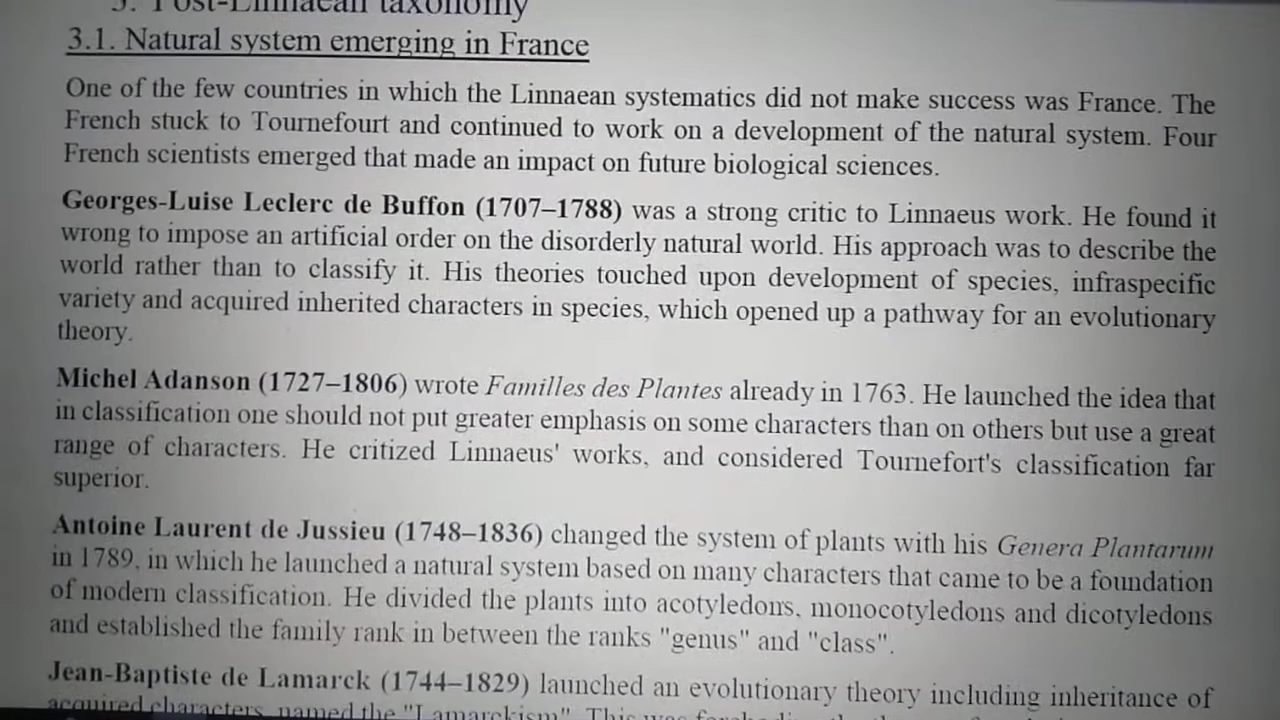 3. Post-Linnaean taxonomy
3.1. Natural system emerging in France
One of the few countries in which the Linnaean systematics did not make success was France. The
French stuck to Tournefourt and continued to work on a development of the natural system. Four
French scientists emerged that made an impact on future biological sciences.
Georges-Luise Leclerc de Buffon (1707–1788) was a strong critic to Linnaeus work. He found it
wrong to impose an artificial order on the disorderly natural world. His approach was to describe the
world rather than to classify it. His theories touched upon development of species, infraspecific
variety and acquired inherited characters in species, which opened up a pathway for an evolutionary
theory.
Michel Adanson (1727–1806) wrote Familles des Plantes already in 1763. He launched the idea that
in classification one should not put greater emphasis on some characters than on others but use a great
range of characters. He critized Linnaeus' works, and considered Tournefort's classification far
superior.
Antoine Laurent de Jussieu (1748–1836) changed the system of plants with his Genera Plantarum
in 1789, in which he launched a natural system based on many characters that came to be a foundation
of modern classification. He divided the plants into acotyledons, monocotyledons and dicotyledons
and established the family rank in between the ranks "genus" and "class".
Jean-Baptiste de Lamarck (1744–1829) launched an evolutionary theory including inheritance of
acquired characters, named the "Lamarckism". This was